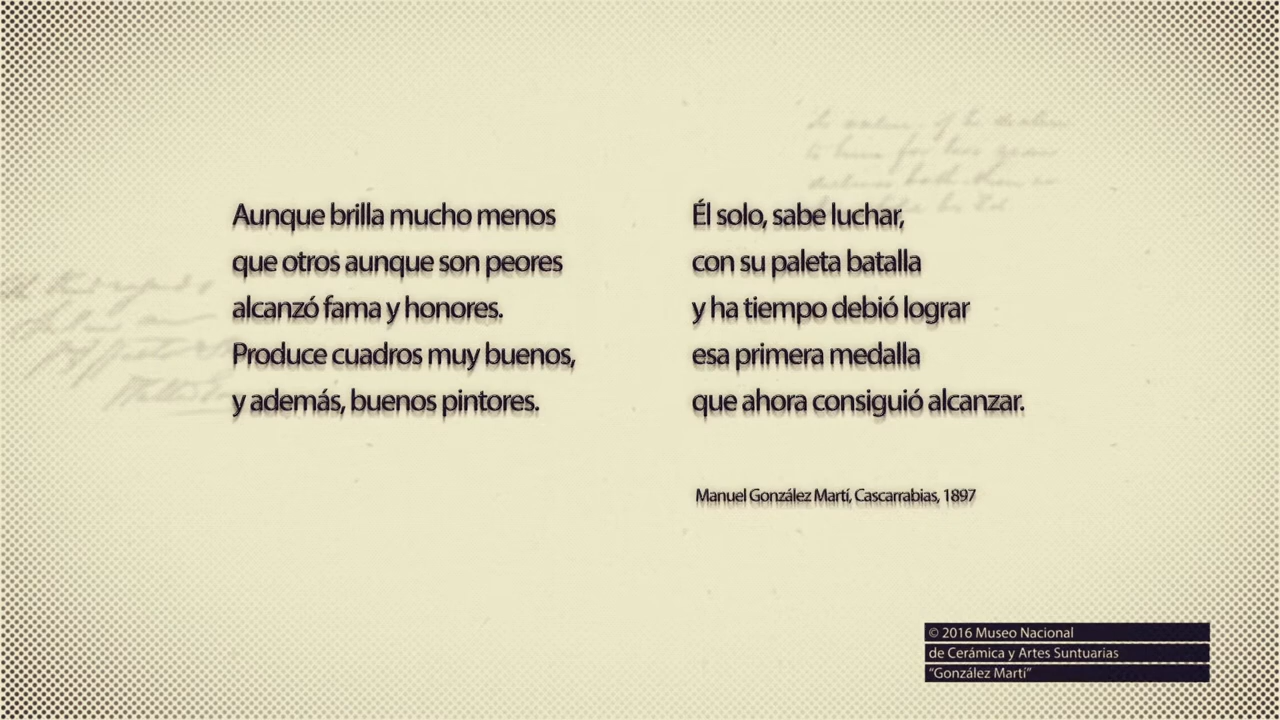 Aunque brilla mucho menos
que otros aunque son peores
alcanzó fama y honores.
Produce cuadros muy buenos,
y además, buenos pintores.
Él solo, sabe luchar,
con su paleta batalla
y ha tiempo debió lograr
esa primera medalla
que ahora consiguió alcanzar.
Manuel González Martí, Cascarrabias, 1897
© 2016 Museo Nacional
de Cerámica y Artes Suntuarias
“González Martí”